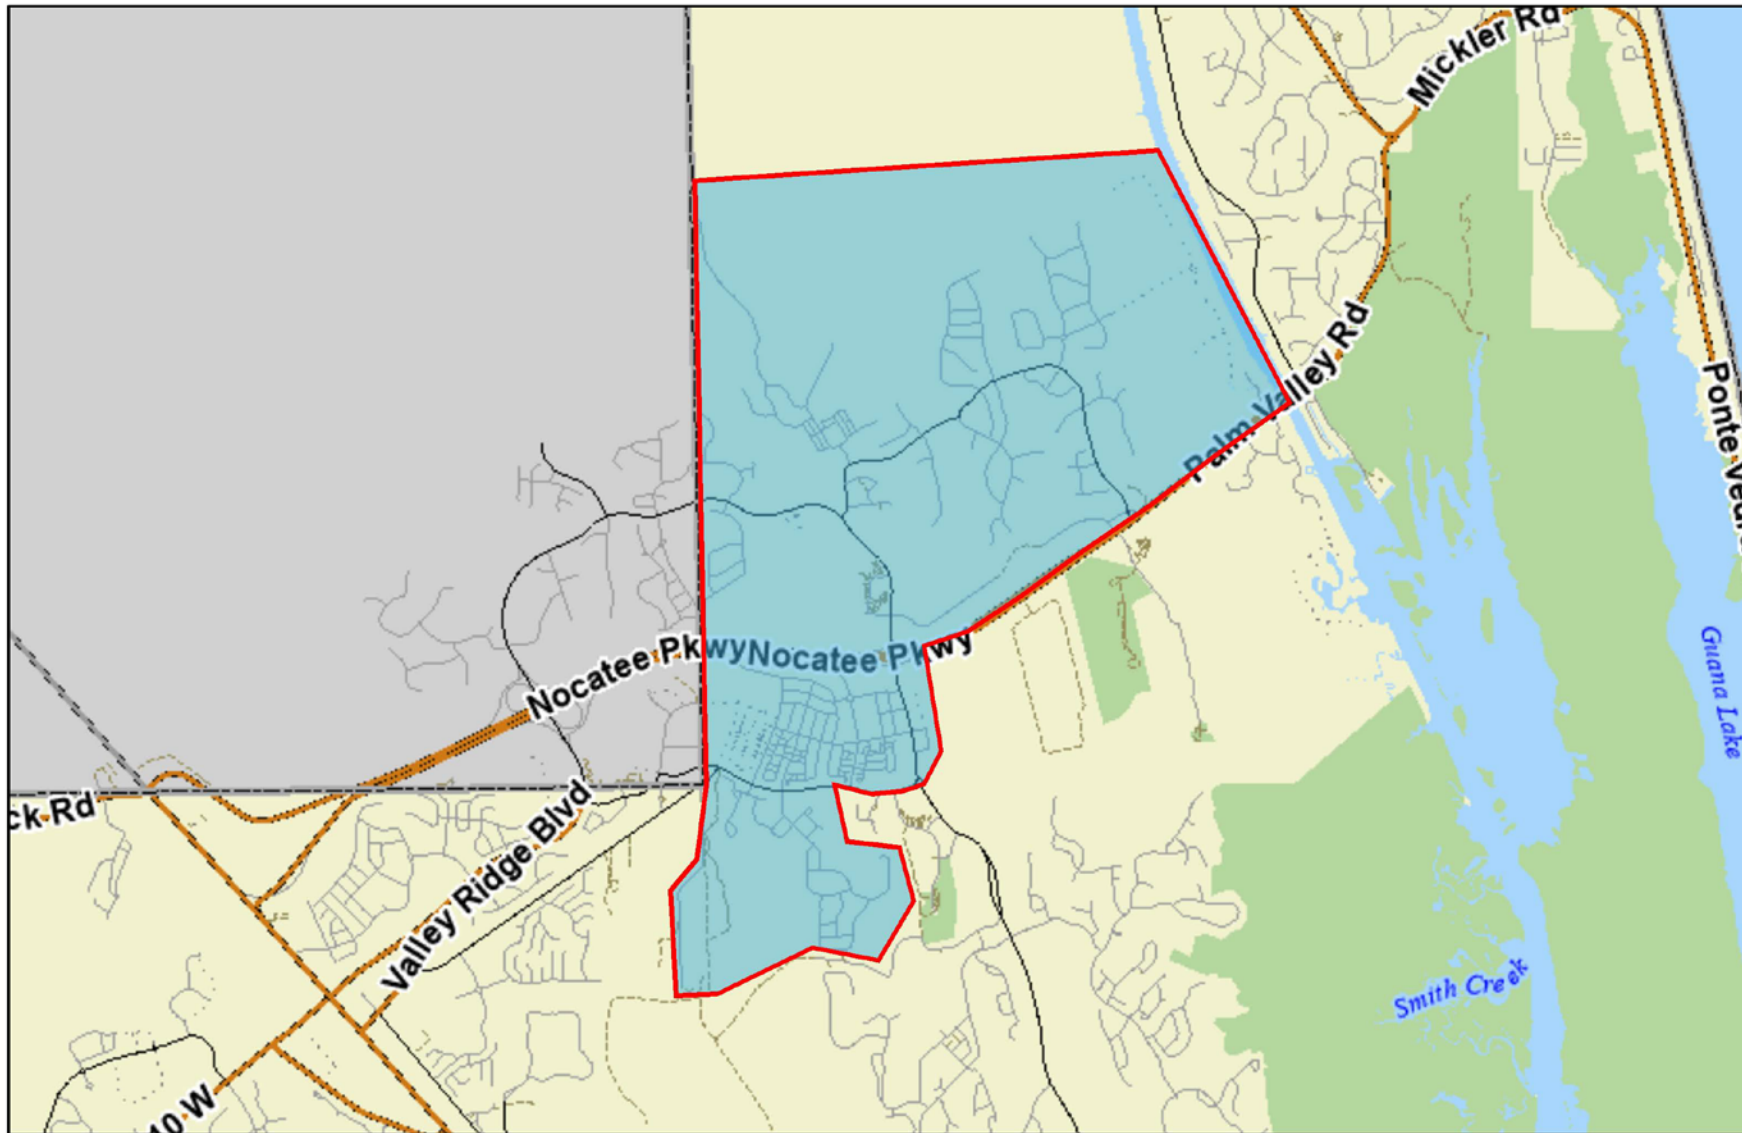 Mickler Rd
Palm Valley Rd
Ponte Ved
Nocatee Pkwy
Nocatee Pkwy
Guana Lake
ck Rd
Valley Ridge Blvd
Smith Creek
10 W